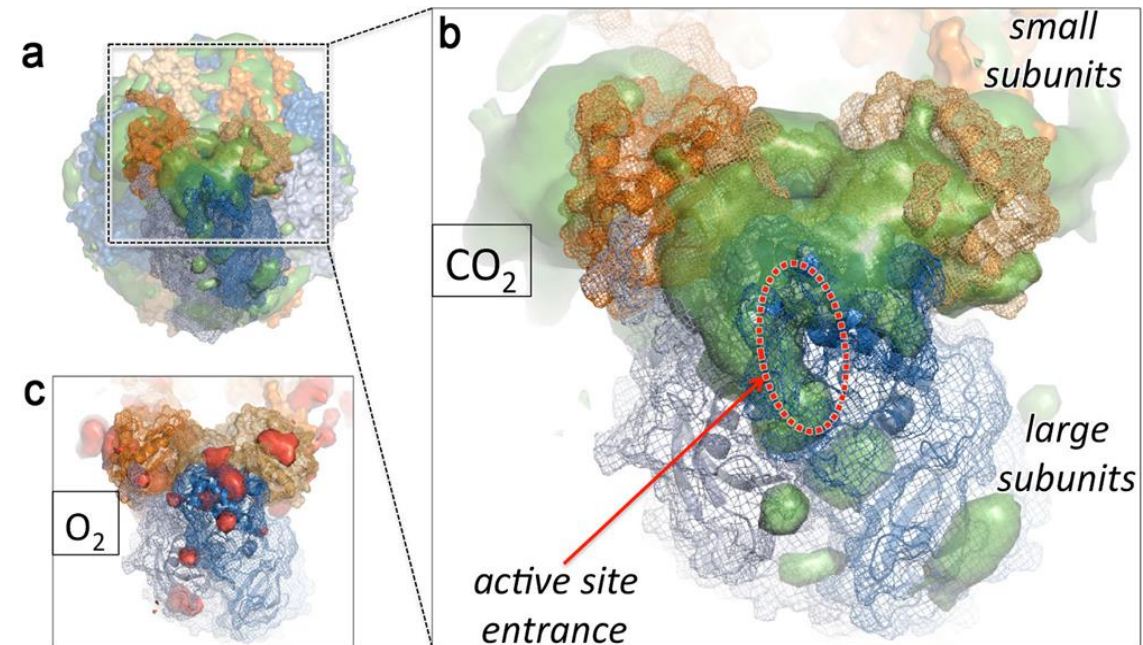 a
b
small
subunits
CO₂
c
O₂
large
subunits
active site
entrance